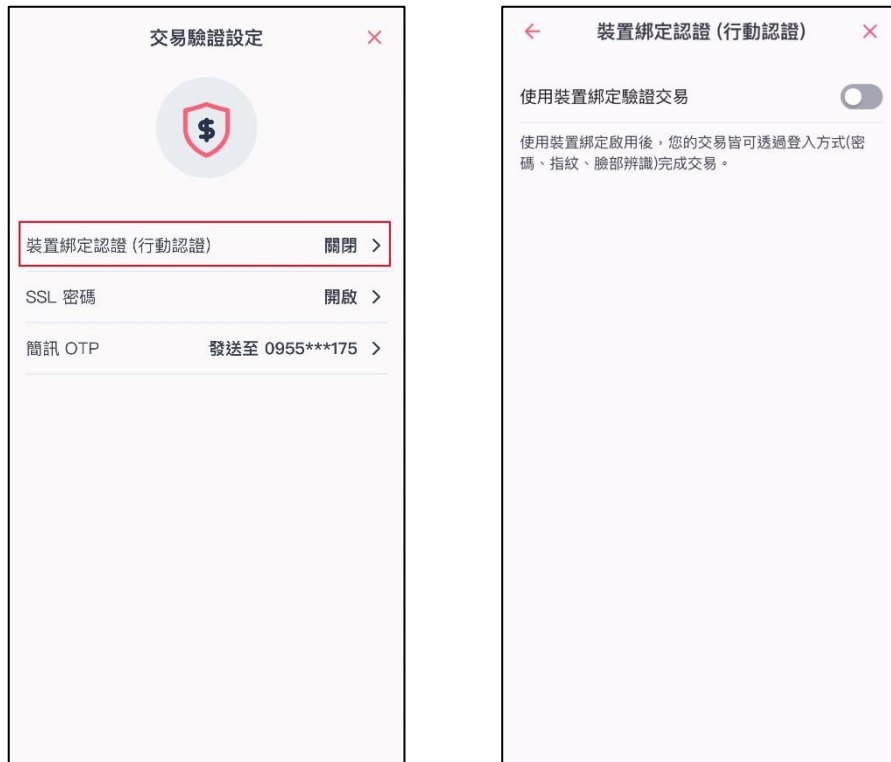 交易驗證設定
$
裝置綁定認證 (行動認證) 關閉
SSL 密碼 開啟
簡訊 OTP 發送至 0955***175
裝置綁定認證 (行動認證)
使用裝置綁定驗證交易
使用裝置綁定啟用後，您的交易皆可透過登入方式(密
碼、指紋、臉部辨識)完成交易。